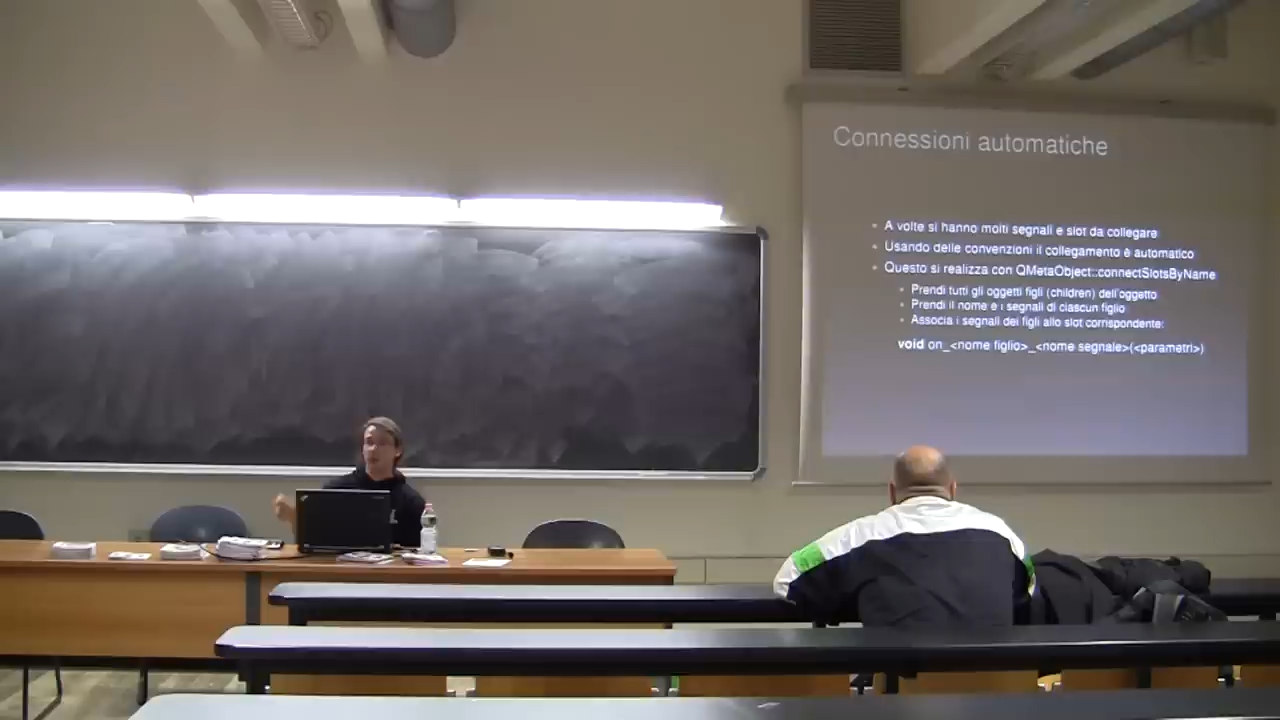 Connessioni automatiche
A volte si hanno molti segnali e slot da collegare
Usando delle convenzioni il collegamento è automatico
Questo si realizza con QMetaObject::connectSlotsByName
Prendi tutti gli oggetti figli (children) dell'oggetto
Prendi il nome e i segnali di ciascun figlio
Associa i segnali dei figli allo slot corrispondente:
void on_<nome figlio>_<nome segnale>(<parametri>)